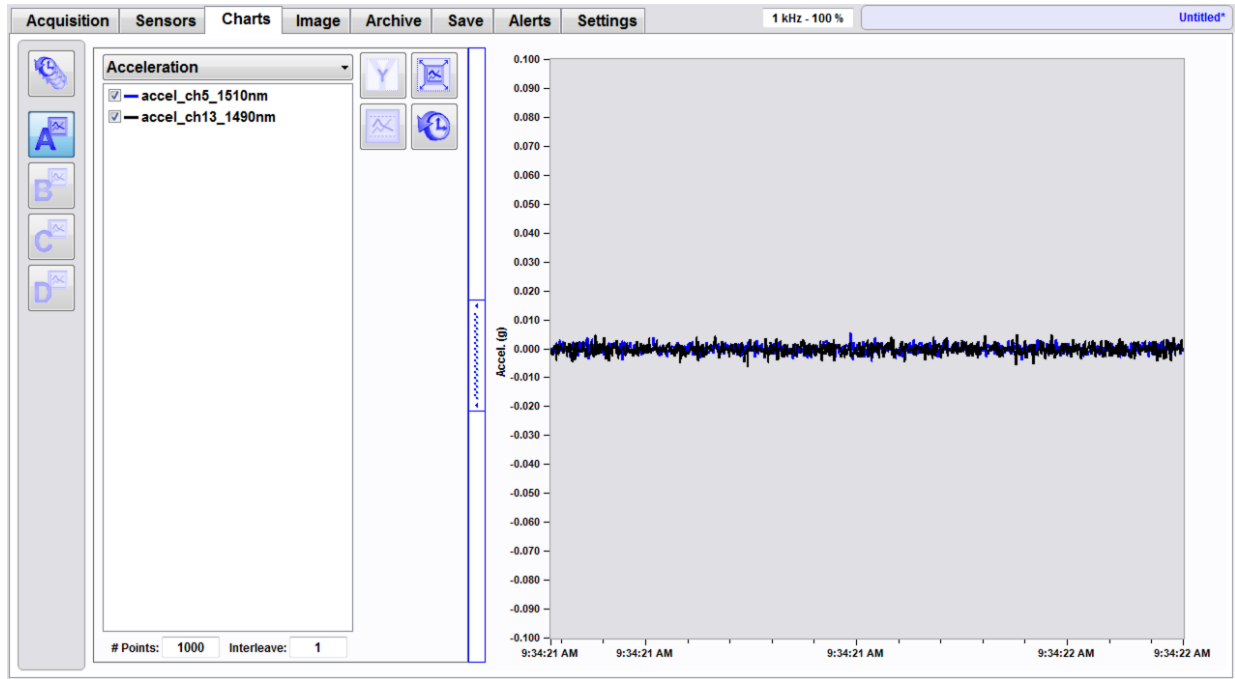 Acquisition Sensors Charts Image Archive Save Alerts Settings 1 kHz - 100 % Untitled*
Acceleration
accel_ch5_1510nm
accel_ch13_1490nm
Y
A
B
C
D
# Points: 1000 Interleave: 1
Accel. (g)
0.100
0.090
0.080
0.070
0.060
0.050
0.040
0.030
0.020
0.010
0.000
-0.010
-0.020
-0.030
-0.040
-0.050
-0.060
-0.070
-0.080
-0.090
-0.100
9:34:21 AM 9:34:21 AM 9:34:21 AM 9:34:22 AM 9:34:22 AM